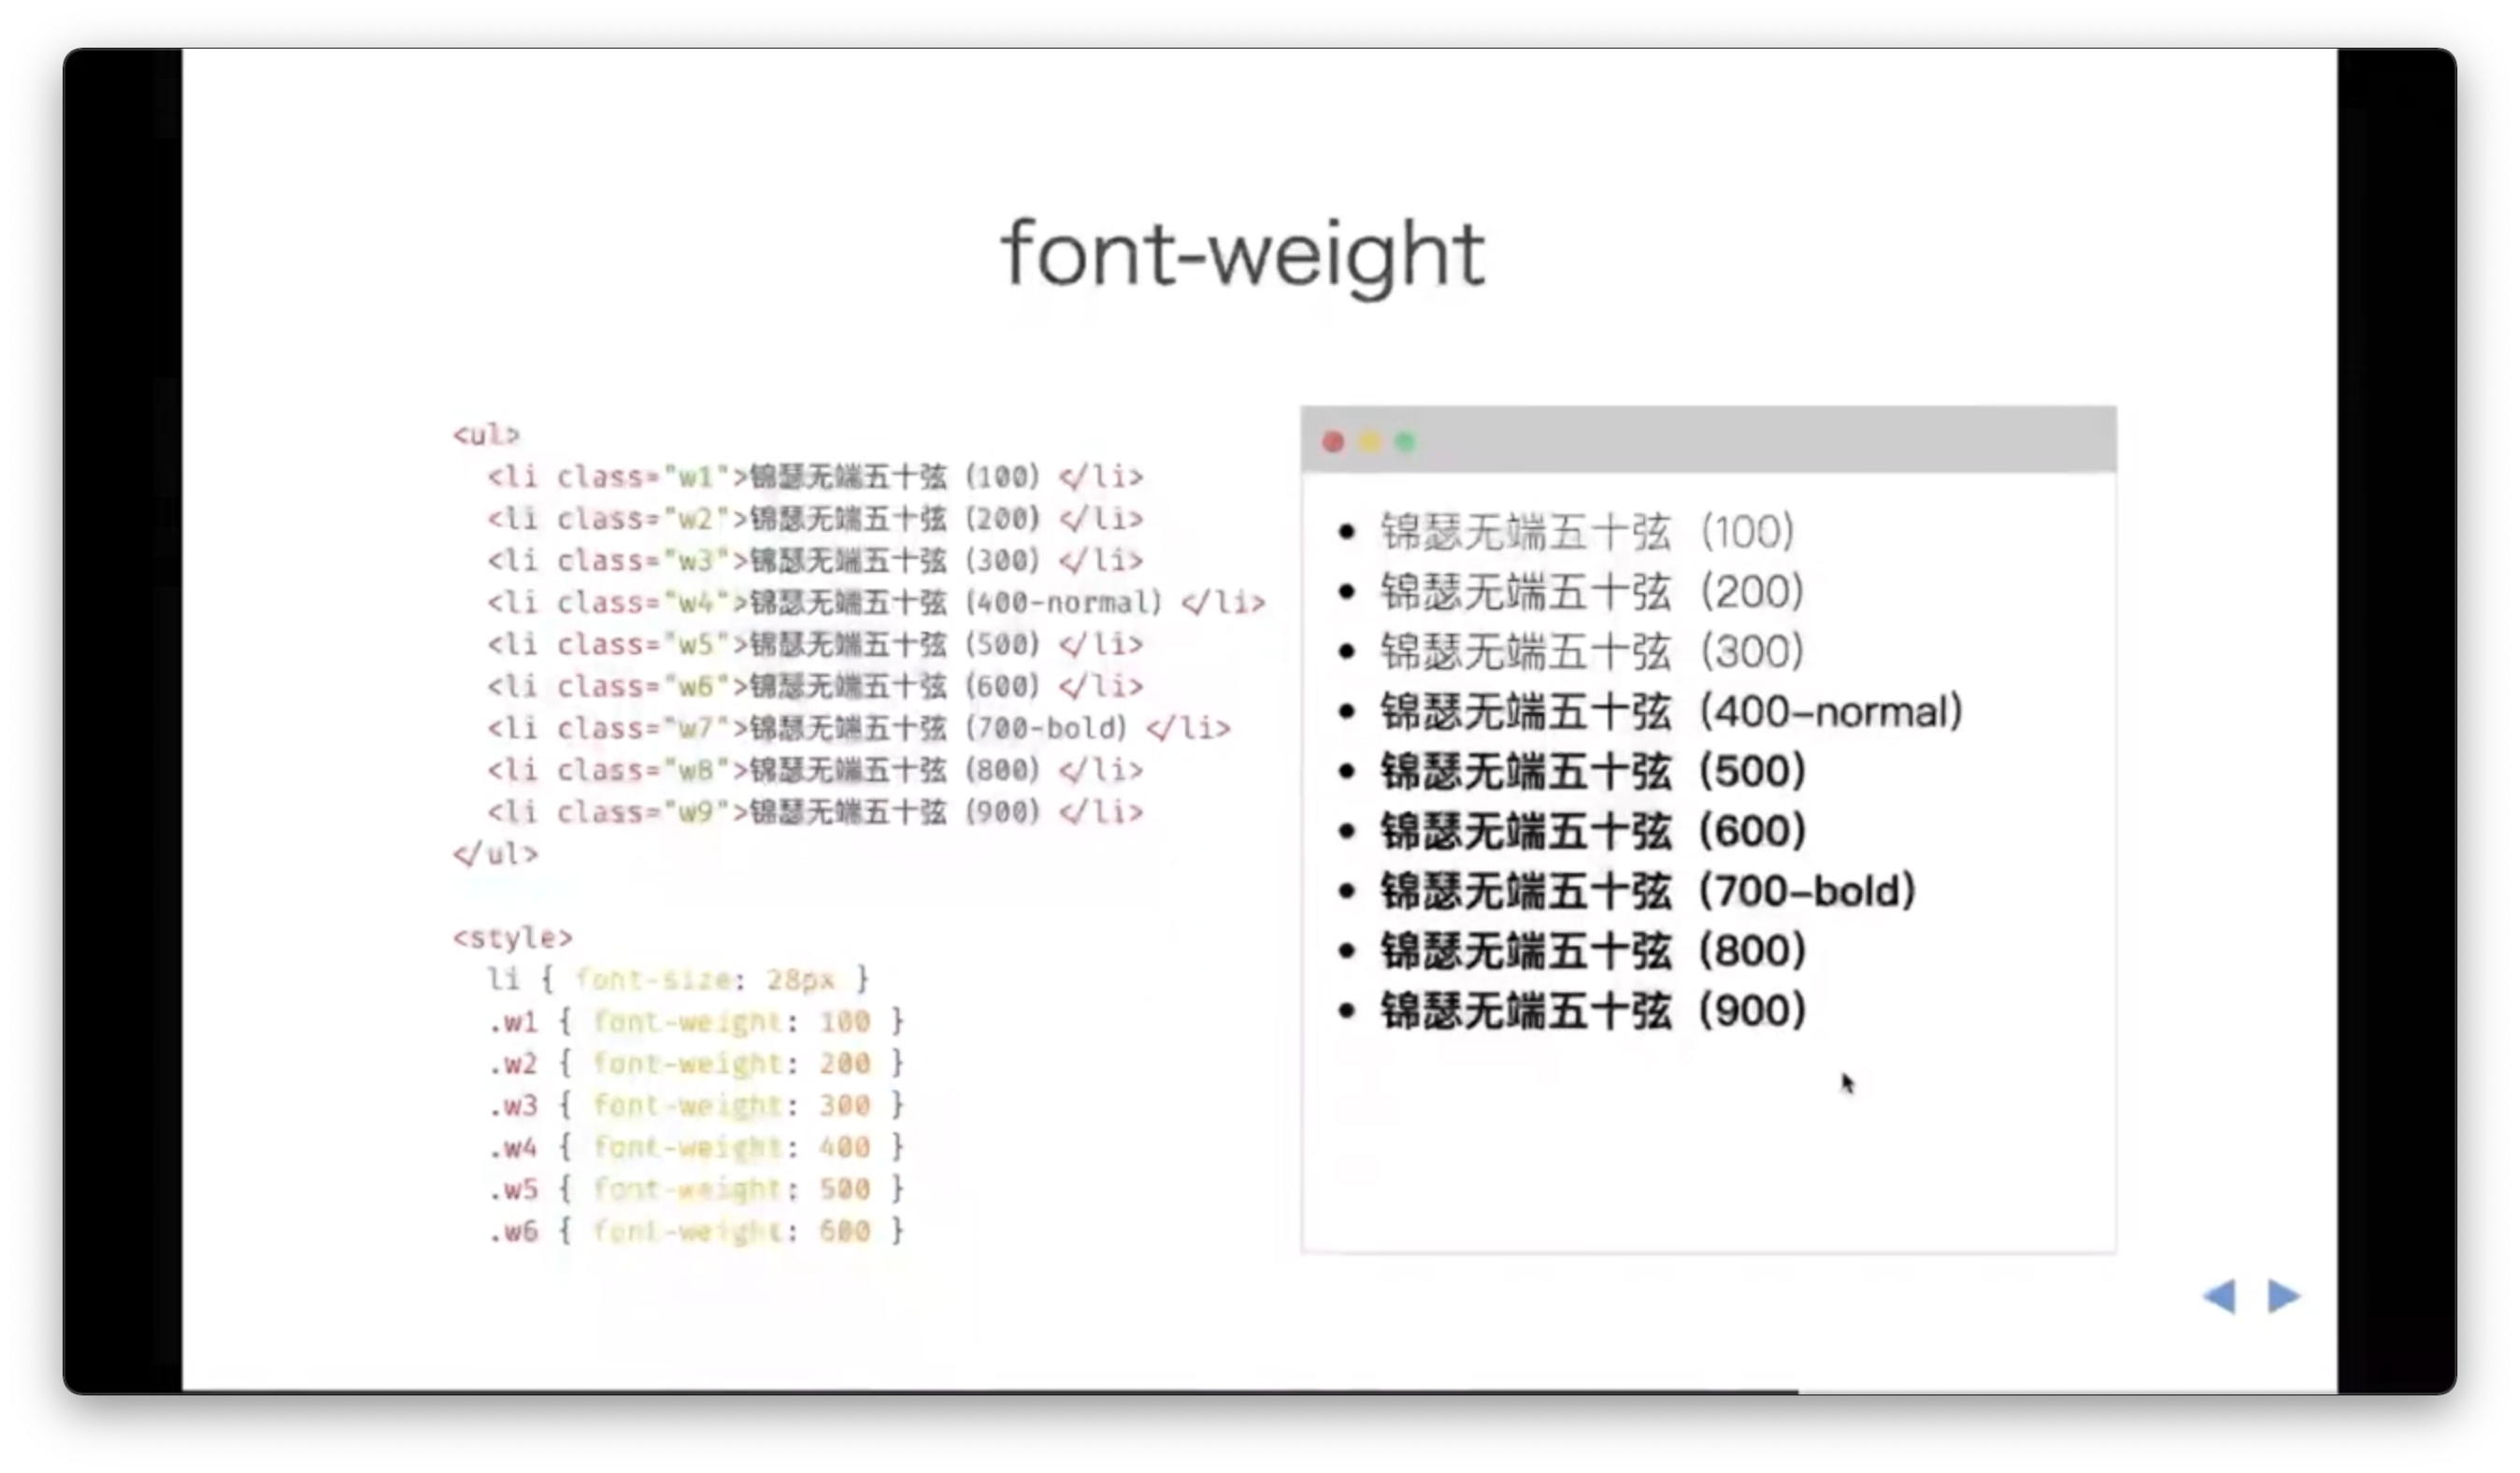 font-weight
<ul>
<li class="w1">锦瑟无端五十弦 (100) </li>
<li class="w2">锦瑟无端五十弦 (200) </li>
<li class="w3">锦瑟无端五十弦 (300) </li>
<li class="w4">锦瑟无端五十弦 (400-normal) </li>
<li class="w5">锦瑟无端五十弦 (500) </li>
<li class="w6">锦瑟无端五十弦 (600) </li>
<li class="w7">锦瑟无端五十弦 (700-bold) </li>
<li class="w8">锦瑟无端五十弦 (800) </li>
<li class="w9">锦瑟无端五十弦 (900) </li>
</ul>
<style>
li { font-size: 28px }
.w1 { font-weight: 100 }
.w2 { font-weight: 200 }
.w3 { font-weight: 300 }
.w4 { font-weight: 400 }
.w5 { font-weight: 500 }
.w6 { font-weight: 600 }
• 锦瑟无端五十弦 (100)
• 锦瑟无端五十弦 (200)
• 锦瑟无端五十弦 (300)
• 锦瑟无端五十弦 (400-normal)
• 锦瑟无端五十弦 (500)
• 锦瑟无端五十弦 (600)
• 锦瑟无端五十弦 (700-bold)
• 锦瑟无端五十弦 (800)
• 锦瑟无端五十弦 (900)